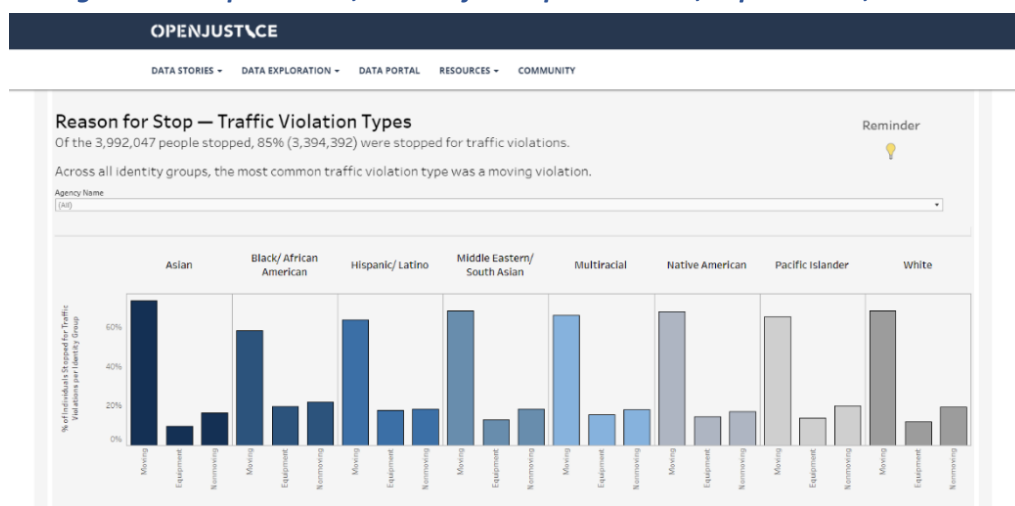 OPENJUSTICE
DATA STORIES DATA EXPLORATION DATA PORTAL RESOURCES COMMUNITY
Reason for Stop — Traffic Violation Types
Reminder
Of the 3,992,047 people stopped, 85% (3,394,392) were stopped for traffic violations.
Across all identity groups, the most common traffic violation type was a moving violation.
Agency Name
(All)
Asian
Black/ African
American
Hispanic/ Latino
Middle Eastern/
South Asian
Multiracial
Native American
Pacific Islander
White
% of Individuals Stopped for Traffic
Violations per Identity Group
60%
40%
20%
0%
Moving
Equipment
Nonmoving
Moving
Equipment
Nonmoving
Moving
Equipment
Nonmoving
Moving
Equipment
Nonmoving
Moving
Equipment
Nonmoving
Moving
Equipment
Nonmoving
Moving
Equipment
Nonmoving
Moving
Equipment
Nonmoving